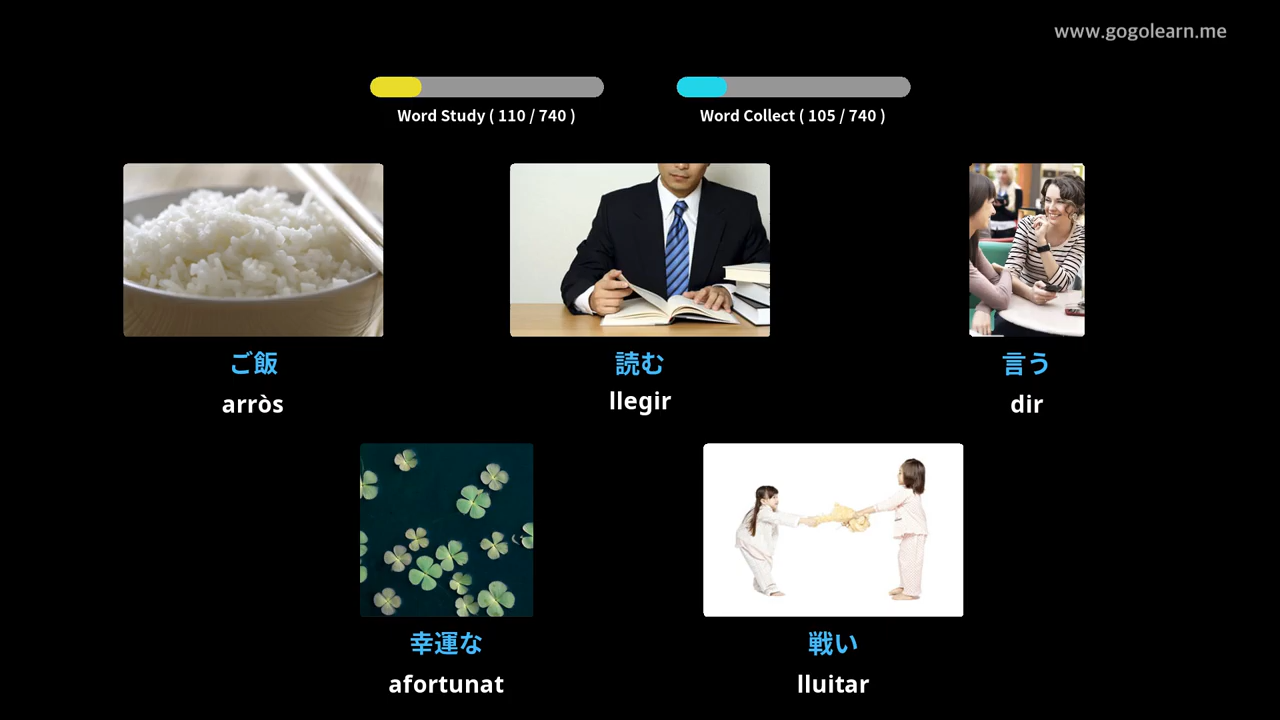 www.gogolearn.me
Word Study ( 110 / 740 )
Word Collect ( 105 / 740 )
ご飯
arròs
読む
llegir
言う
dir
幸運な
afortunat
戦い
lluitar